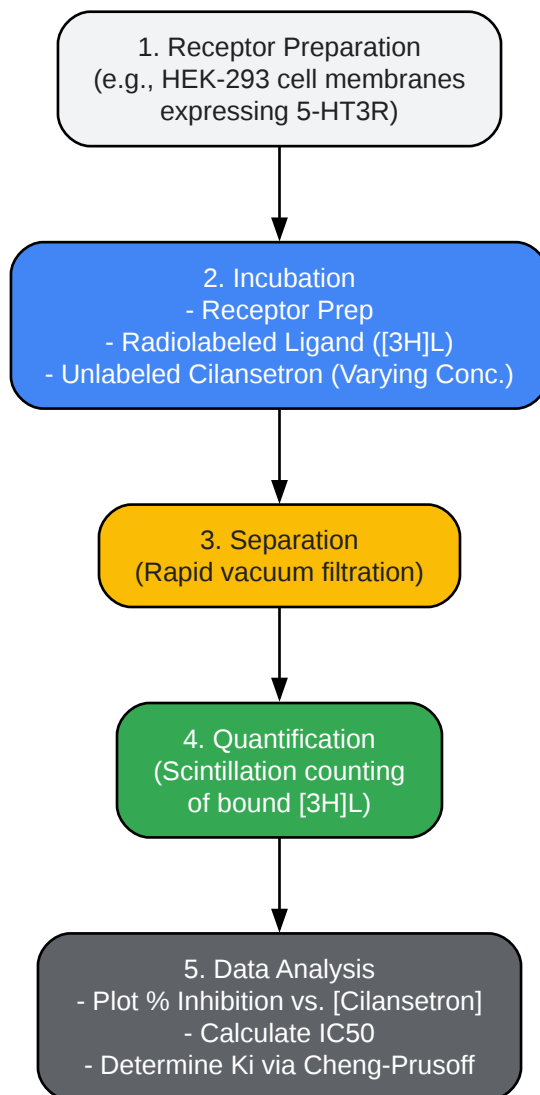 1. Receptor Preparation
(e.g., HEK-293 cell membranes
expressing 5-HT3R)
2. Incubation
- Receptor Prep
- Radiolabeled Ligand ([3H]L)
- Unlabeled Cilansetron (Varying Conc.)
3. Separation
(Rapid vacuum filtration)
4. Quantification
(Scintillation counting
of bound [3H]L)
5. Data Analysis
- Plot % Inhibition vs. [Cilansetron]
- Calculate IC50
- Determine Ki via Cheng-Prusoff